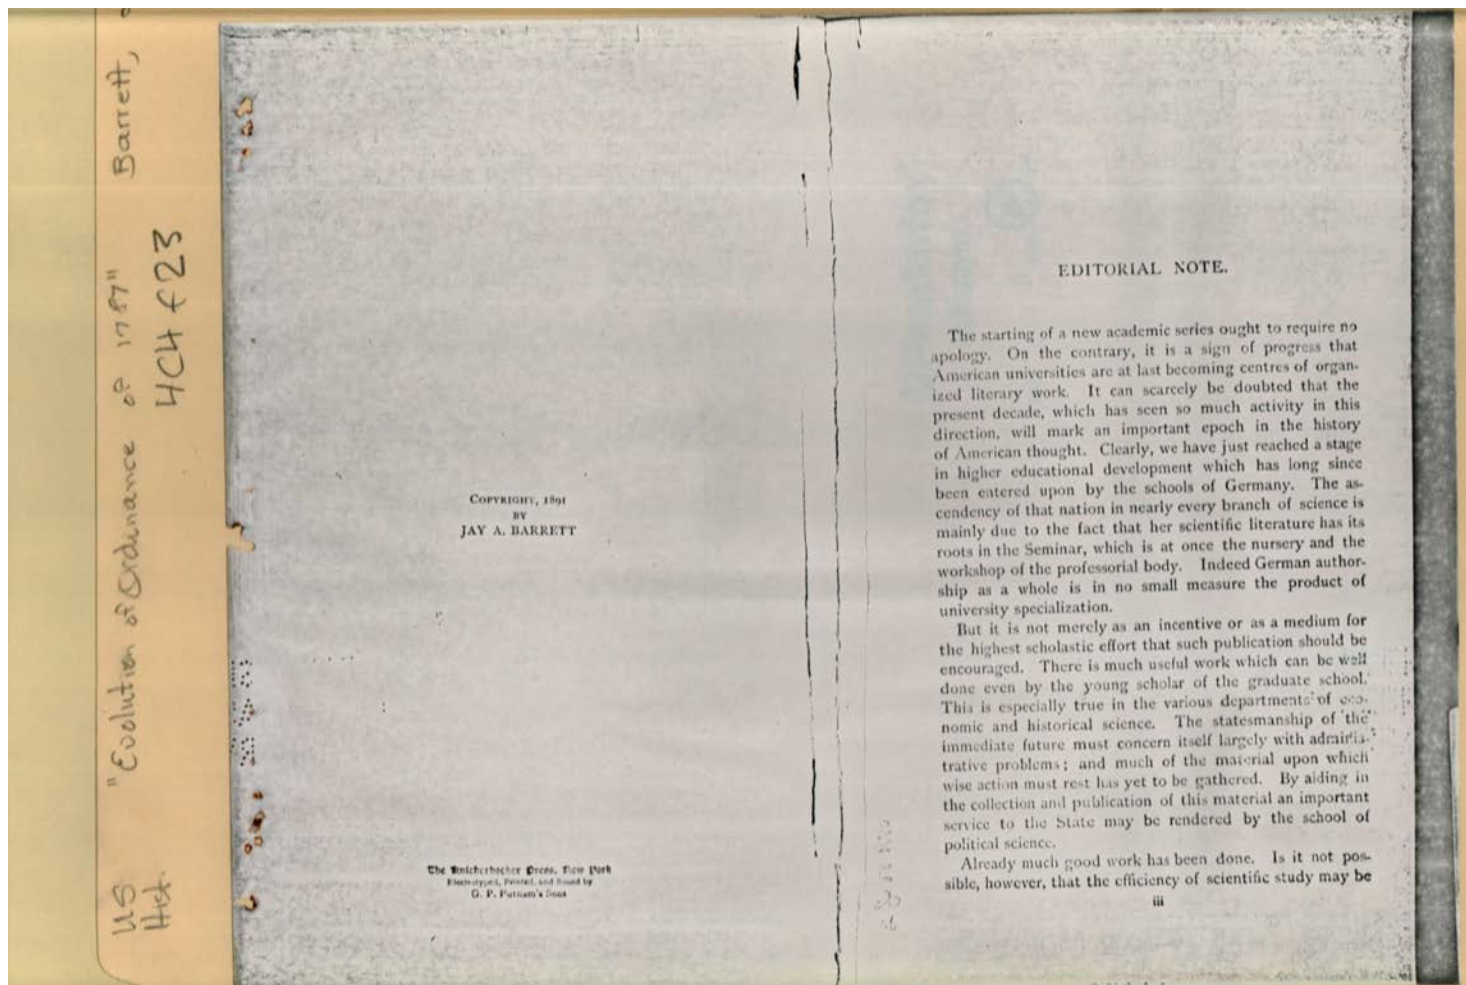 US "Evolution of Ordinance of 1787" Barrett,
Hist. 4C4 f23
COPYRIGHT, 1891
BY
JAY A. BARRETT
The Knickerbocker Press, New York
Electrotyped, Printed, and Bound by
G. P. Putnam's Sons
EDITORIAL NOTE.
The starting of a new academic series ought to require no
apology. On the contrary, it is a sign of progress that
American universities are at last becoming centres of organ-
ized literary work. It can scarcely be doubted that the
present decade, which has seen so much activity in this
direction, will mark an important epoch in the history
of American thought. Clearly, we have just reached a stage
in higher educational development which has long since
been entered upon by the schools of Germany. The as-
cendency of that nation in nearly every branch of science is
mainly due to the fact that her scientific literature has its
roots in the Seminar, which is at once the nursery and the
workshop of the professorial body. Indeed German author-
ship as a whole is in no small measure the product of
university specialization.
But it is not merely as an incentive or as a medium for
the highest scholastic effort that such publication should be
encouraged. There is much useful work which can be well
done even by the young scholar of the graduate school.
This is especially true in the various departments of eco-
nomic and historical science. The statesmanship of the
immediate future must concern itself largely with adminis-
trative problems; and much of the material upon which
wise action must rest has yet to be gathered. By aiding in
the collection and publication of this material an important
service to the State may be rendered by the school of
political science.
Already much good work has been done. Is it not pos-
sible, however, that the efficiency of scientific study may be
iii